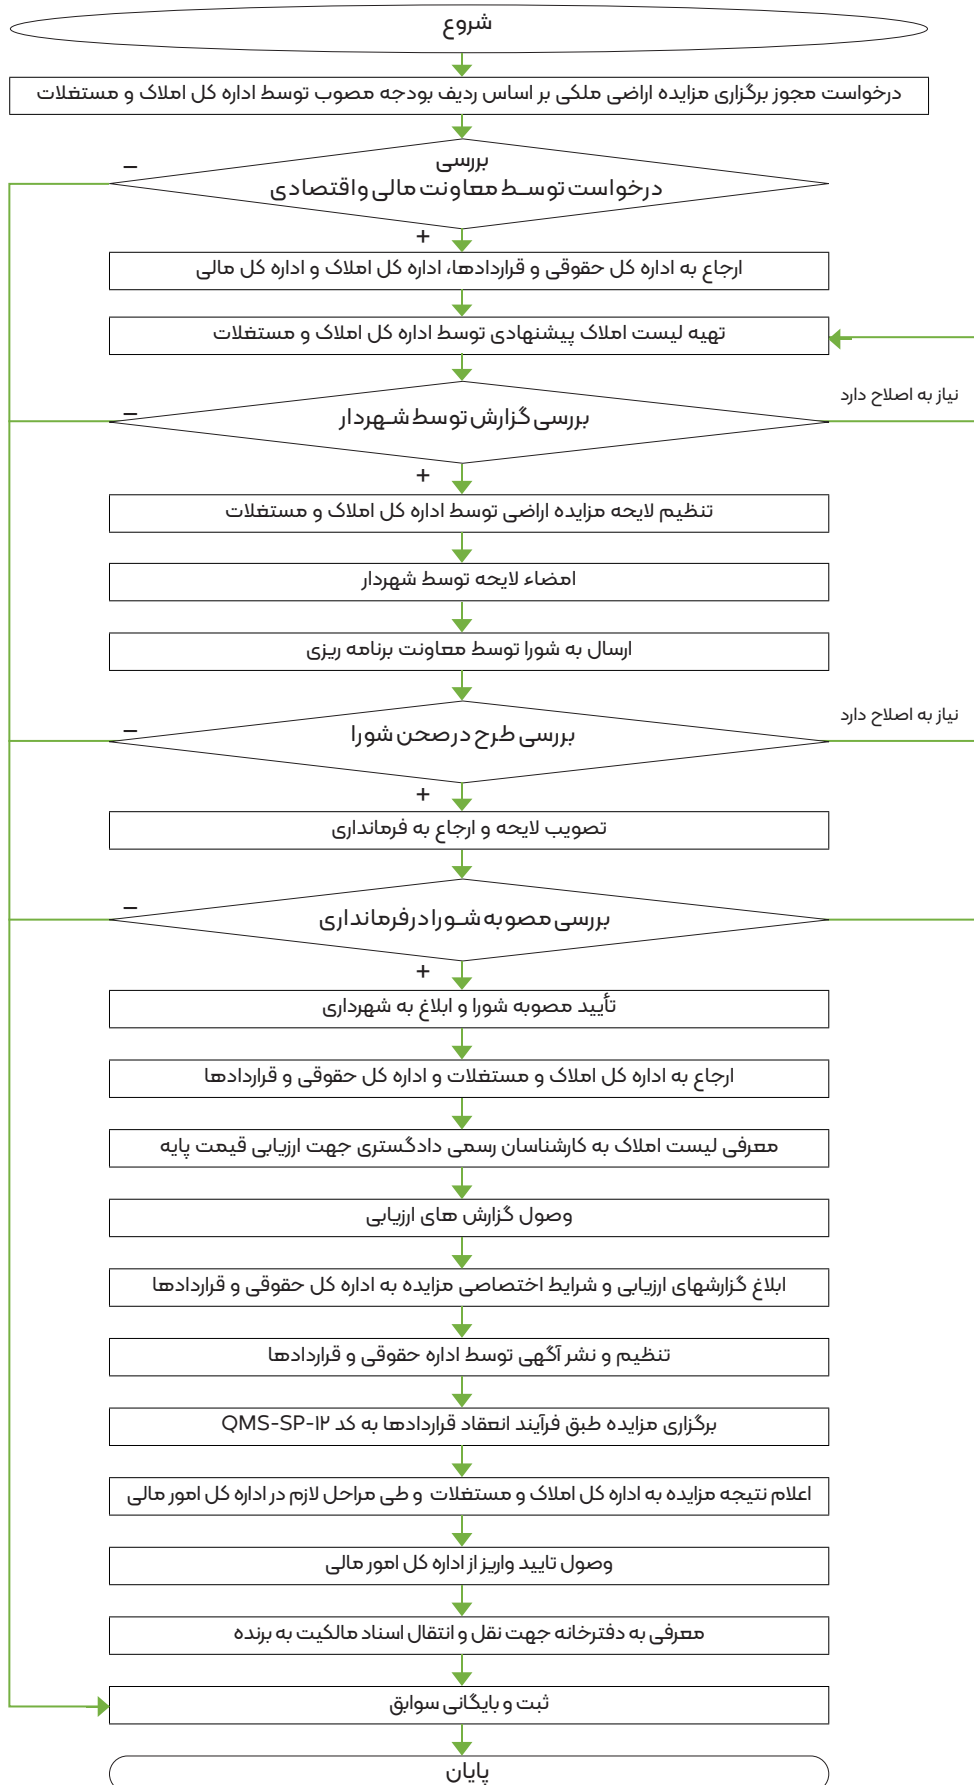 شروع
درخواست مجوز برگزاری مزایده اراضی ملکی بر اساس ردیف بودجه مصوب توسط اداره کل املاک و مستغلات
–
بررسی
درخواست توسط معاونت مالی و اقتصادی
+
ارجاع به اداره کل حقوقی و قراردادها، اداره کل املاک و اداره کل مالی
تهیه لیست املاک پیشنهادی توسط اداره کل املاک و مستغلات
نیاز به اصلاح دارد
–
بررسی گزارش توسط شهردار
+
تنظیم لایحه مزایده اراضی توسط اداره کل املاک و مستغلات
امضاء لایحه توسط شهردار
ارسال به شورا توسط معاونت برنامه ریزی
نیاز به اصلاح دارد
–
بررسی طرح در صحن شورا
+
تصویب لایحه و ارجاع به فرمانداری
–
بررسی مصوبه شورا در فرمانداری
+
تأیید مصوبه شورا و ابلاغ به شهرداری
ارجاع به اداره کل املاک و مستغلات و اداره کل حقوقی و قراردادها
معرفی لیست املاک به کارشناسان رسمی دادگستری جهت ارزیابی قیمت پایه
وصول گزارش های ارزیابی
ابلاغ گزارشهای ارزیابی و شرایط اختصاصی مزایده به اداره کل حقوقی و قراردادها
تنظیم و نشر آگهی توسط اداره حقوقی و قراردادها
برگزاری مزایده طبق فرآیند انعقاد قراردادها به کد QMS-SP-۱۲
اعلام نتیجه مزایده به اداره کل املاک و مستغلات و طی مراحل لازم در اداره کل امور مالی
وصول تایید واریز از اداره کل امور مالی
معرفی به دفترخانه جهت نقل و انتقال اسناد مالکیت به برنده
ثبت و بایگانی سوابق
پایان